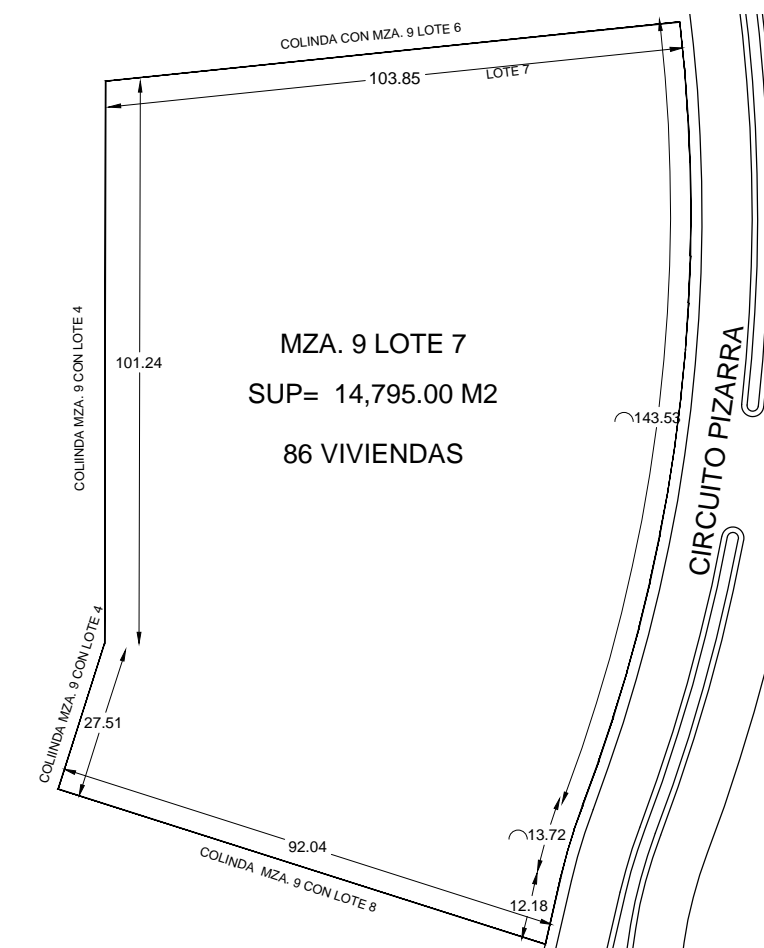 COLINDA CON MZA. 9 LOTE 6
103.85
LOTE 7
COLIINDA MZA. 9 CON LOTE 4
101.24
MZA. 9 LOTE 7
SUP= 14,795.00 M2
86 VIVIENDAS
143.53
CIRCUITO PIZARRA
COLIINDA MZA. 9 CON LOTE 4
27.51
92.04
COLINDA MZA. 9 CON LOTE 8
13.72
12.18